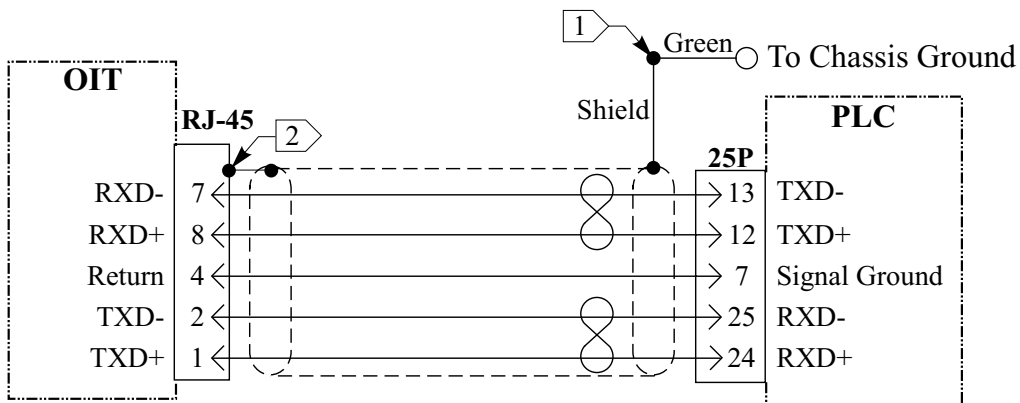 1
Green
To Chassis Ground
OIT
Shield
PLC
RJ-45
2
25P
RXD- 7 13 TXD-
RXD+ 8 12 TXD+
Return 4 7 Signal Ground
TXD- 2 25 RXD-
TXD+ 1 24 RXD+